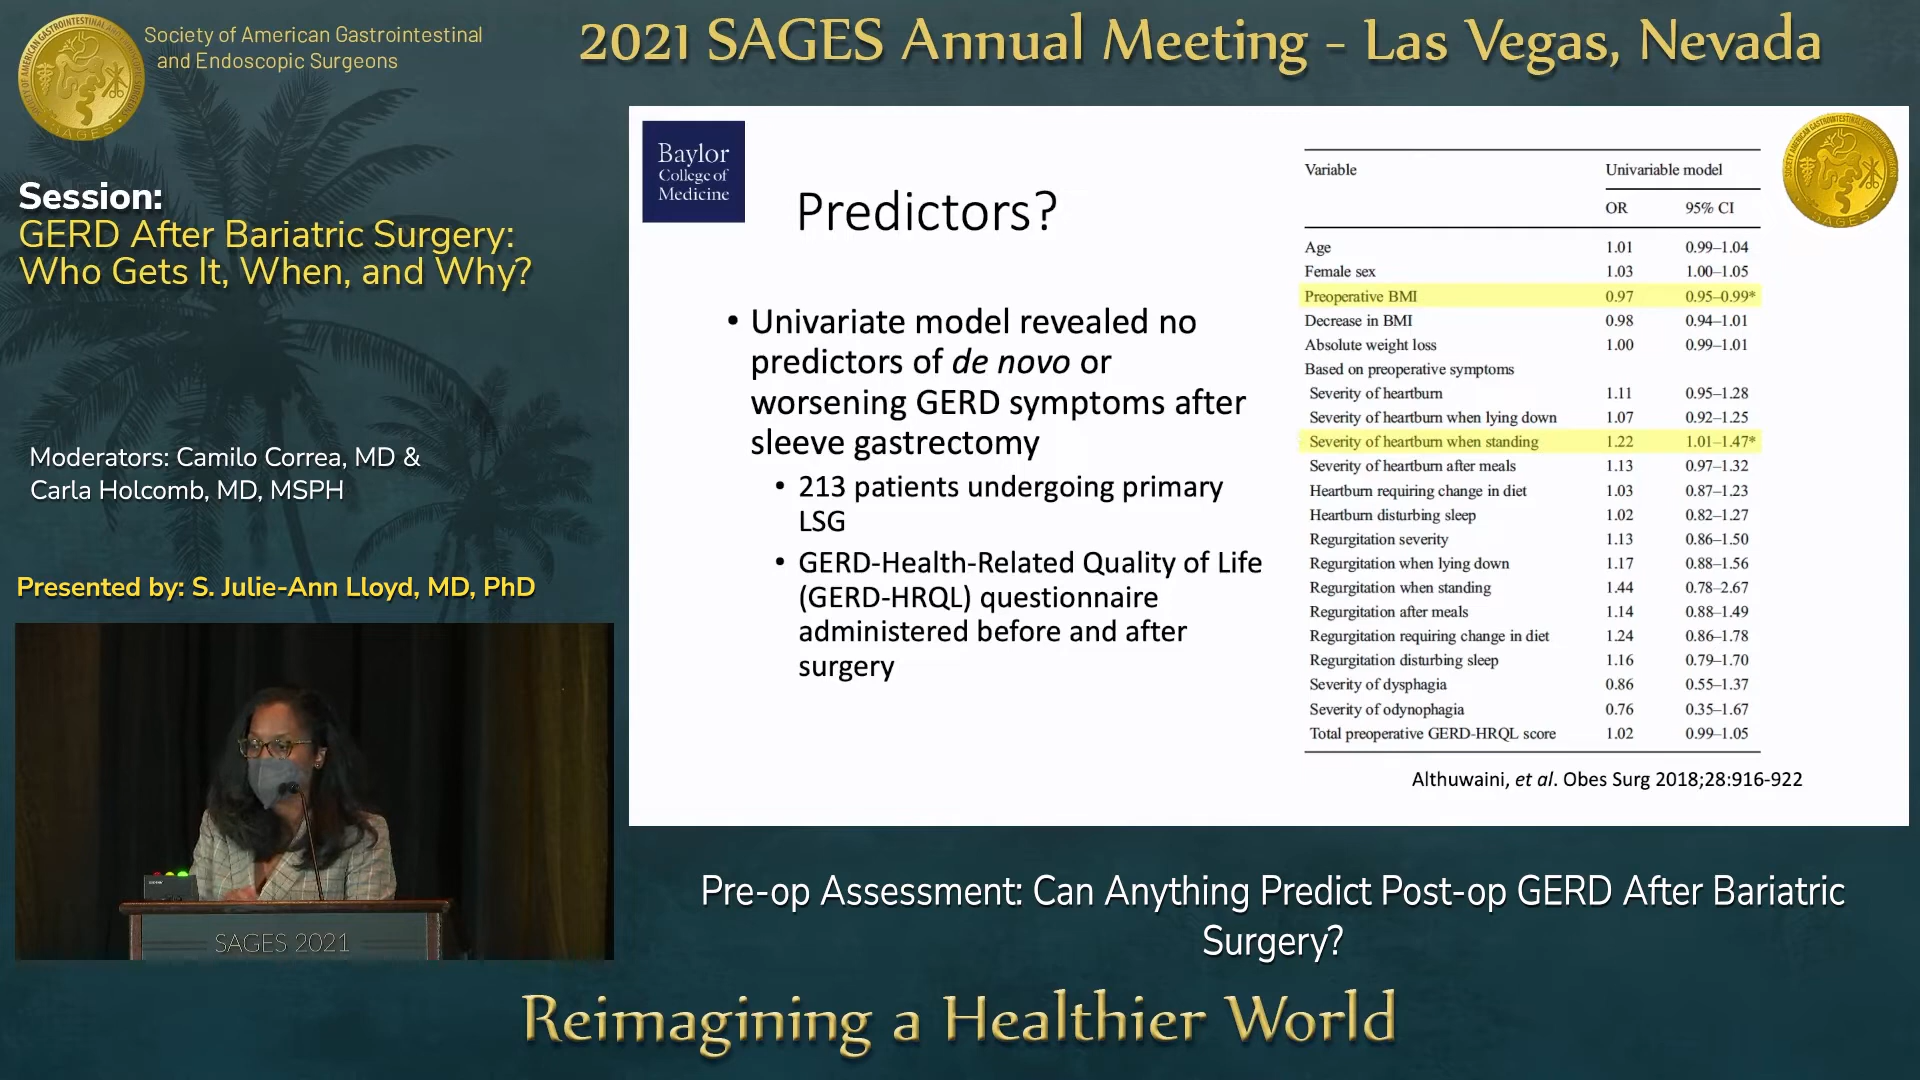 Society of American Gastrointestinal
and Endoscopic Surgeons
2021 SAGES Annual Meeting - Las Vegas, Nevada
Session:
GERD After Bariatric Surgery:
Who Gets It, When, and Why?
Moderators: Camilo Correa, MD &
Carla Holcomb, MD, MSPH
Presented by: S. Julie-Ann Lloyd, MD, PhD
SAGES 2021
Baylor
College of
Medicine
Predictors?
• Univariate model revealed no
predictors of de novo or
worsening GERD symptoms after
sleeve gastrectomy
• 213 patients undergoing primary
LSG
• GERD-Health-Related Quality of Life
(GERD-HRQL) questionnaire
administered before and after
surgery
Variable Univariable model
OR 95% CI
Age 1.01 0.99–1.04
Female sex 1.03 1.00–1.05
Preoperative BMI 0.97 0.95–0.99*
Decrease in BMI 0.98 0.94–1.01
Absolute weight loss 1.00 0.99–1.01
Based on preoperative symptoms
Severity of heartburn 1.11 0.95–1.28
Severity of heartburn when lying down 1.07 0.92–1.25
Severity of heartburn when standing 1.22 1.01–1.47*
Severity of heartburn after meals 1.13 0.97–1.32
Heartburn requiring change in diet 1.03 0.87–1.23
Heartburn disturbing sleep 1.02 0.82–1.27
Regurgitation severity 1.13 0.86–1.50
Regurgitation when lying down 1.17 0.88–1.56
Regurgitation when standing 1.44 0.78–2.67
Regurgitation after meals 1.14 0.88–1.49
Regurgitation requiring change in diet 1.24 0.86–1.78
Regurgitation disturbing sleep 1.16 0.79–1.70
Severity of dysphagia 0.86 0.55–1.37
Severity of odynophagia 0.76 0.35–1.67
Total preoperative GERD-HRQL score 1.02 0.99–1.05
Althuwaini, et al. Obes Surg 2018;28:916-922
SAGES
SAGES
Pre-op Assessment: Can Anything Predict Post-op GERD After Bariatric
Surgery?
Reimagining a Healthier World